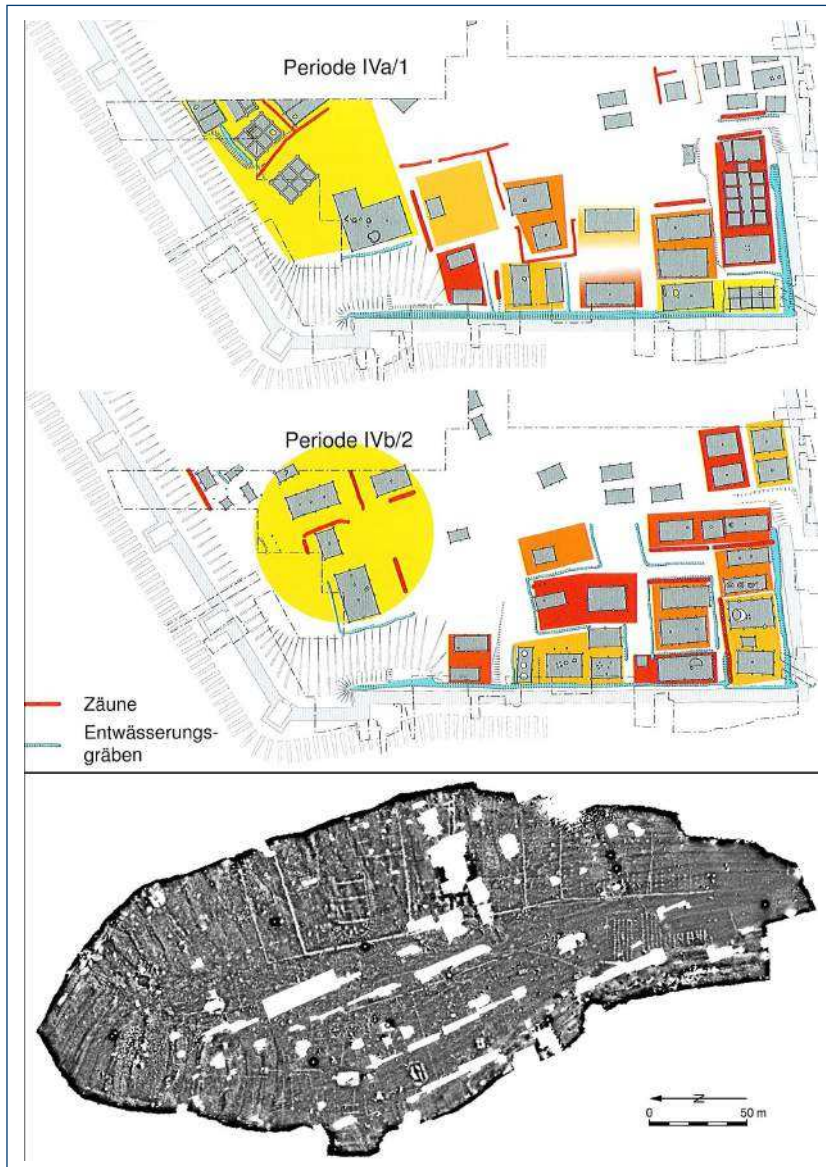 Periode IVa/1
Periode IVb/2
Zäune
Entwässerungs-
gräben
N
0 50 m